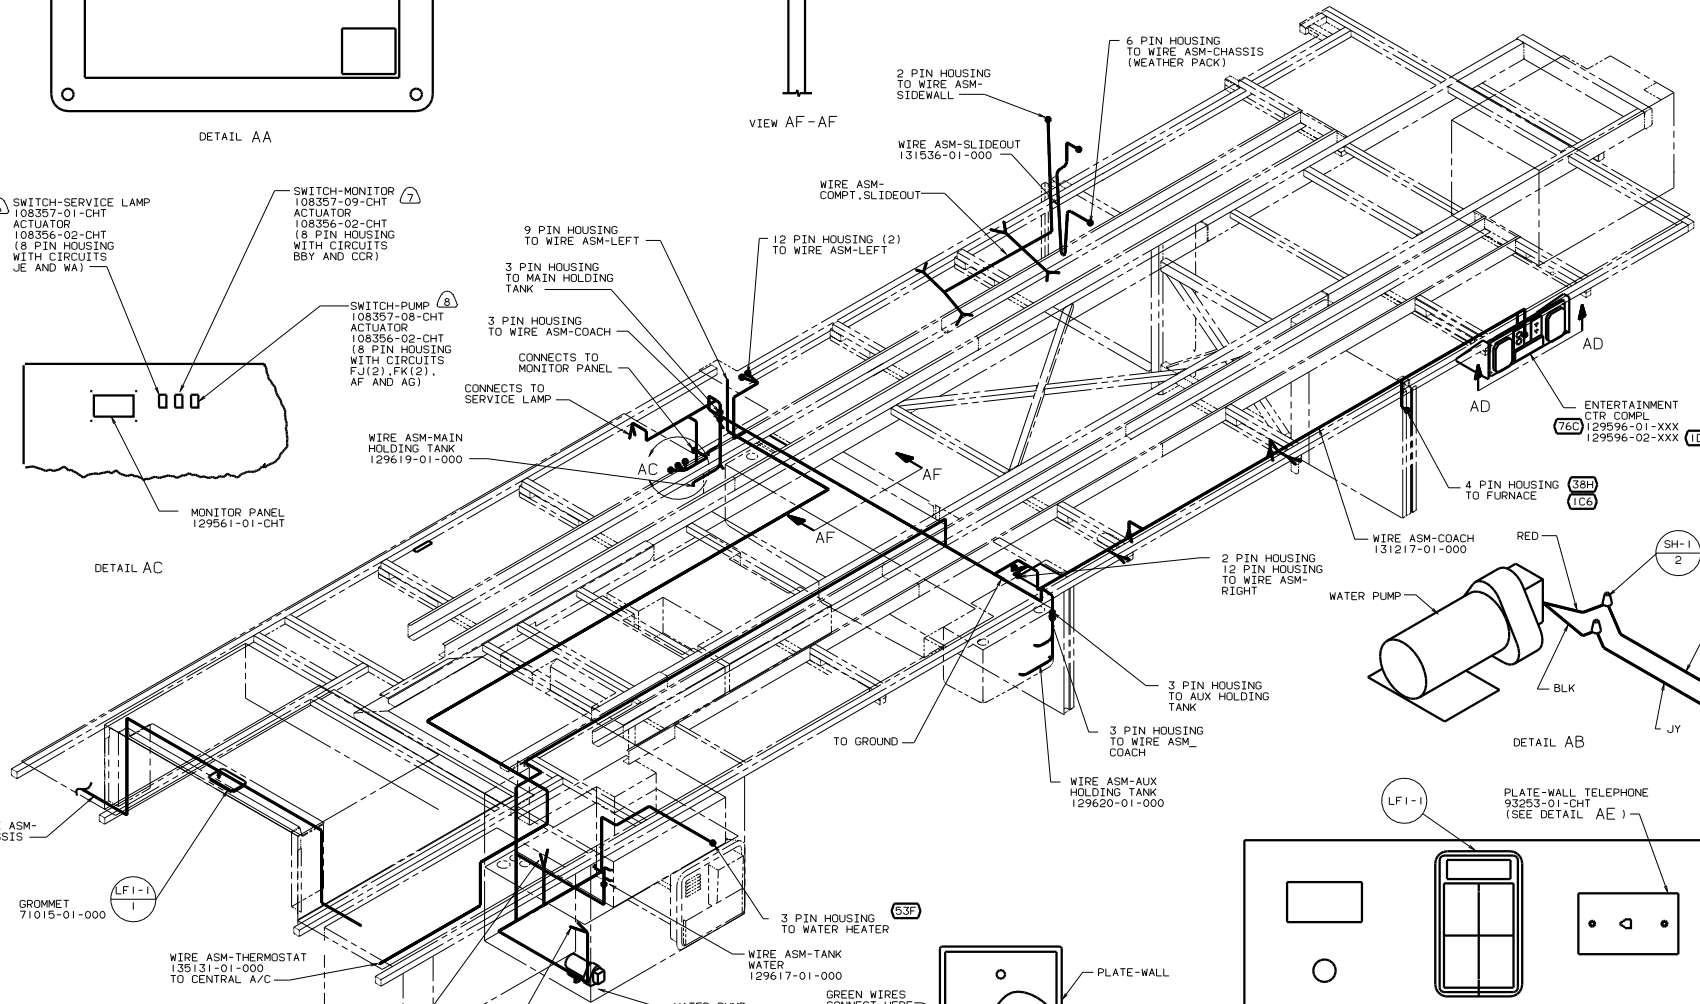 DETAIL AA
VIEW AF-AF
6 PIN HOUSING
TO WIRE ASM-CHASSIS
(WEATHER PACK)
2 PIN HOUSING
TO WIRE ASM-
SIDEWALL
WIRE ASM-SLIDEOUT
131536-01-000
WIRE ASM-
COMPT.SLIDEOUT
SWITCH-SERVICE LAMP
108357-01-CHT
ACTUATOR
108356-02-CHT
(8 PIN HOUSING
WITH CIRCUITS
JE AND WA)
SWITCH-MONITOR 7
108357-09-CHT
ACTUATOR
108356-02-CHT
(8 PIN HOUSING
WITH CIRCUITS
BBY AND CCR)
SWITCH-PUMP 8
108357-08-CHT
ACTUATOR
108356-02-CHT
(8 PIN HOUSING
WITH CIRCUITS
FJ(2),FK(2),
AF AND AG)
9 PIN HOUSING
TO WIRE ASM-LEFT
12 PIN HOUSING (2)
TO WIRE ASM-LEFT
3 PIN HOUSING
TO MAIN HOLDING
TANK
3 PIN HOUSING
TO WIRE ASM-COACH
CONNECTS TO
MONITOR PANEL
CONNECTS TO
SERVICE LAMP
WIRE ASM-MAIN
HOLDING TANK
129619-01-000
AC
AF
AF
MONITOR PANEL
129561-01-CHT
DETAIL AC
AD
AD
ENTERTAINMENT
CTR COMPL
76C 129596-01-XXX
129596-02-XXX
4 PIN HOUSING 38H
TO FURNACE 1C6
WIRE ASM-COACH
131217-01-000
RED
SH-1
2
WATER PUMP
BLK
JY
DETAIL AB
2 PIN HOUSING
12 PIN HOUSING
TO WIRE ASM-
RIGHT
3 PIN HOUSING
TO AUX HOLDING
TANK
3 PIN HOUSING
TO WIRE ASM_
COACH
TO GROUND
WIRE ASM-AUX
HOLDING TANK
129620-01-000
ASM-
GROMMET
71015-01-000
LF1-1
1
WIRE ASM-THERMOSTAT
135131-01-000
TO CENTRAL A/C
3 PIN HOUSING 53F
TO WATER HEATER
WIRE ASM-TANK
WATER
129617-01-000
GREEN WIRES
PLATE-WALL
LF1-1
PLATE-WALL TELEPHONE
93253-01-CHT
(SEE DETAIL AE)